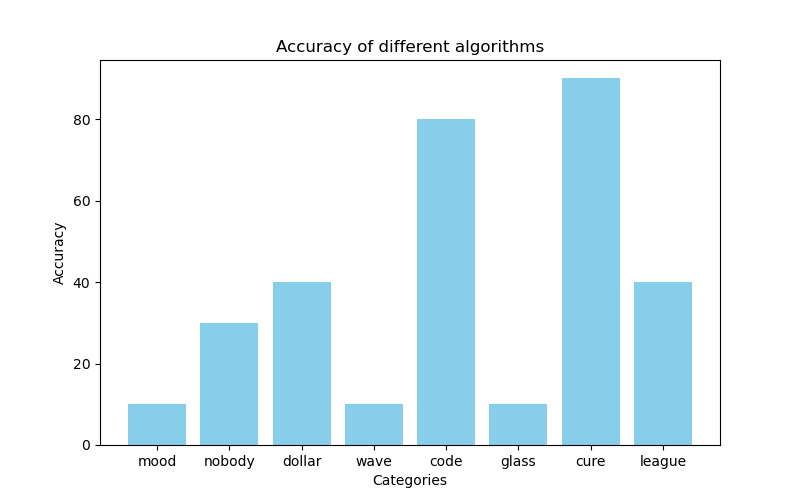 Accuracy of different algorithms
Accuracy
80
60
40
20
0
mood nobody dollar wave code glass cure league
Categories